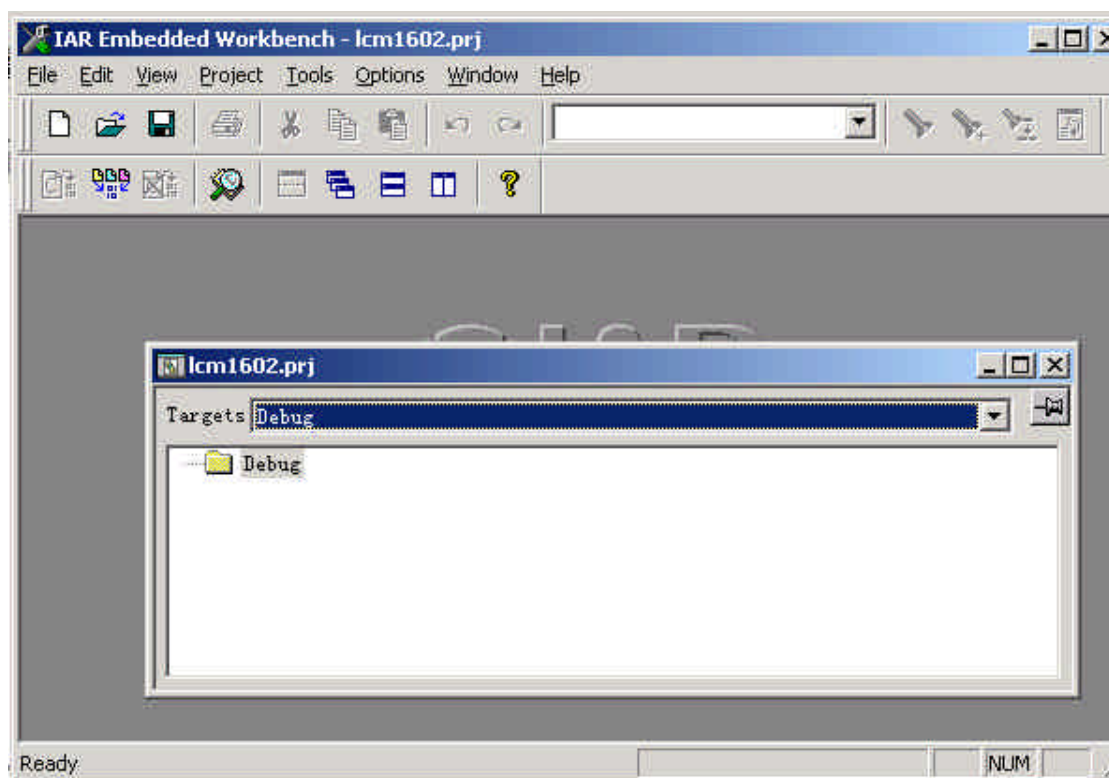 IAR Embedded Workbench - lcm1602.prj
File Edit View Project Tools Options Window Help
lcm1602.prj
Targets Debug
Debug
Ready NUM